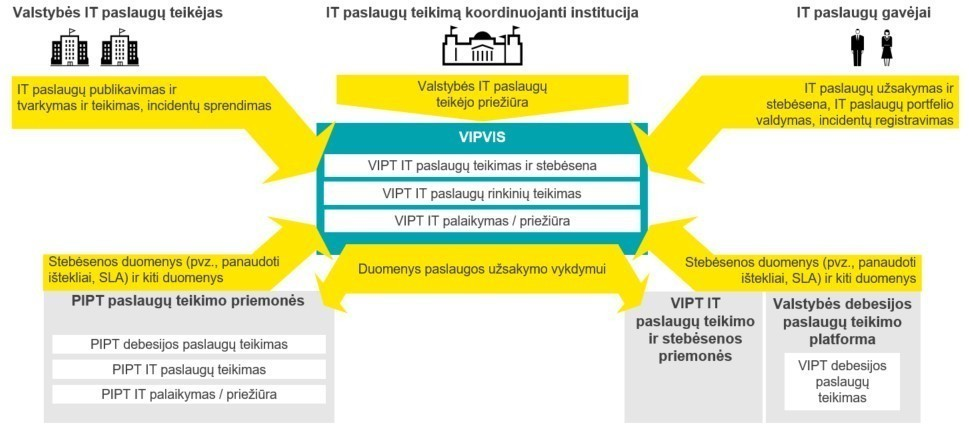 Valstybės IT paslaugų teikėjas
IT paslaugų teikimą koordinuojanti institucija
IT paslaugų gavėjai
IT paslaugų publikavimas ir
tvarkymas ir teikimas, incidentų sprendimas
Valstybės IT paslaugų
teikėjo priežiūra
IT paslaugų užsakymas ir
stebėsena, IT paslaugų portfelio
valdymas, incidentų registravimas
VIPVIS
VIPT IT paslaugų teikimas ir stebėsena
VIPT IT paslaugų rinkinių teikimas
VIPT IT palaikymas / priežiūra
Stebėsenos duomenys (pvz., panaudoti
ištekliai, SLA) ir kiti duomenys
Duomenys paslaugos užsakymo vykdymui
Stebėsenos duomenys (pvz., panaudoti
ištekliai, SLA) ir kiti duomenys
PIPT paslaugų teikimo priemonės
PIPT debesijos paslaugų teikimas
PIPT IT paslaugų teikimas
PIPT IT palaikymas / priežiūra
VIPT IT
paslaugų teikimo
ir stebėsenos
priemonės
Valstybės debesijos
paslaugų teikimo
platforma
VIPT debesijos
paslaugų
teikimas